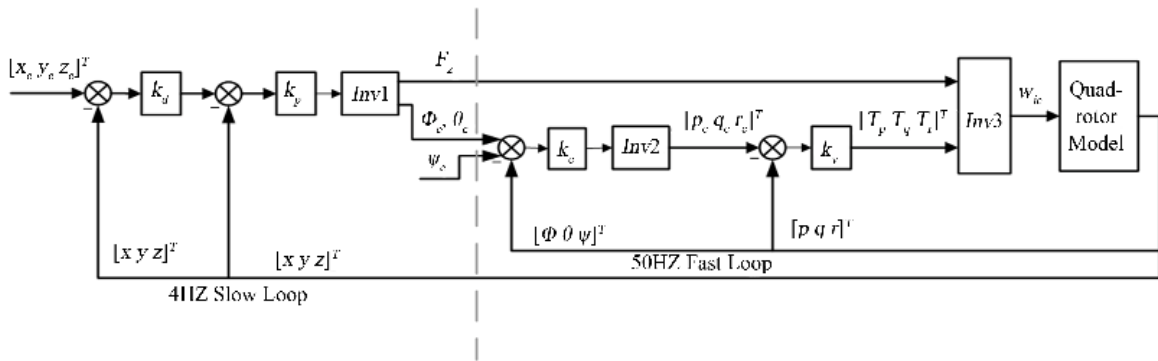 [x_c y_c z_c]^T
k_d
k_p
Inv1
F_z
Φ_c, θ_c
ψ_c
k_c
Inv2
[p_c q_c r_c]^T
k_v
[T_p T_q T_r]^T
Inv3
w_ic
Quad-
rotor
Model
[x y z]^T
[x y z]^T
[Φ θ ψ]^T
[p q r]^T
50HZ Fast Loop
4HZ Slow Loop